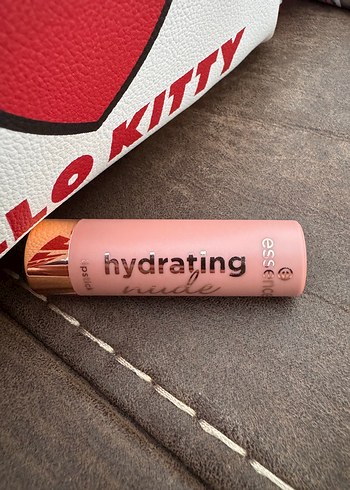 LLO KITTY
hydrating
nude
lipstick
essence